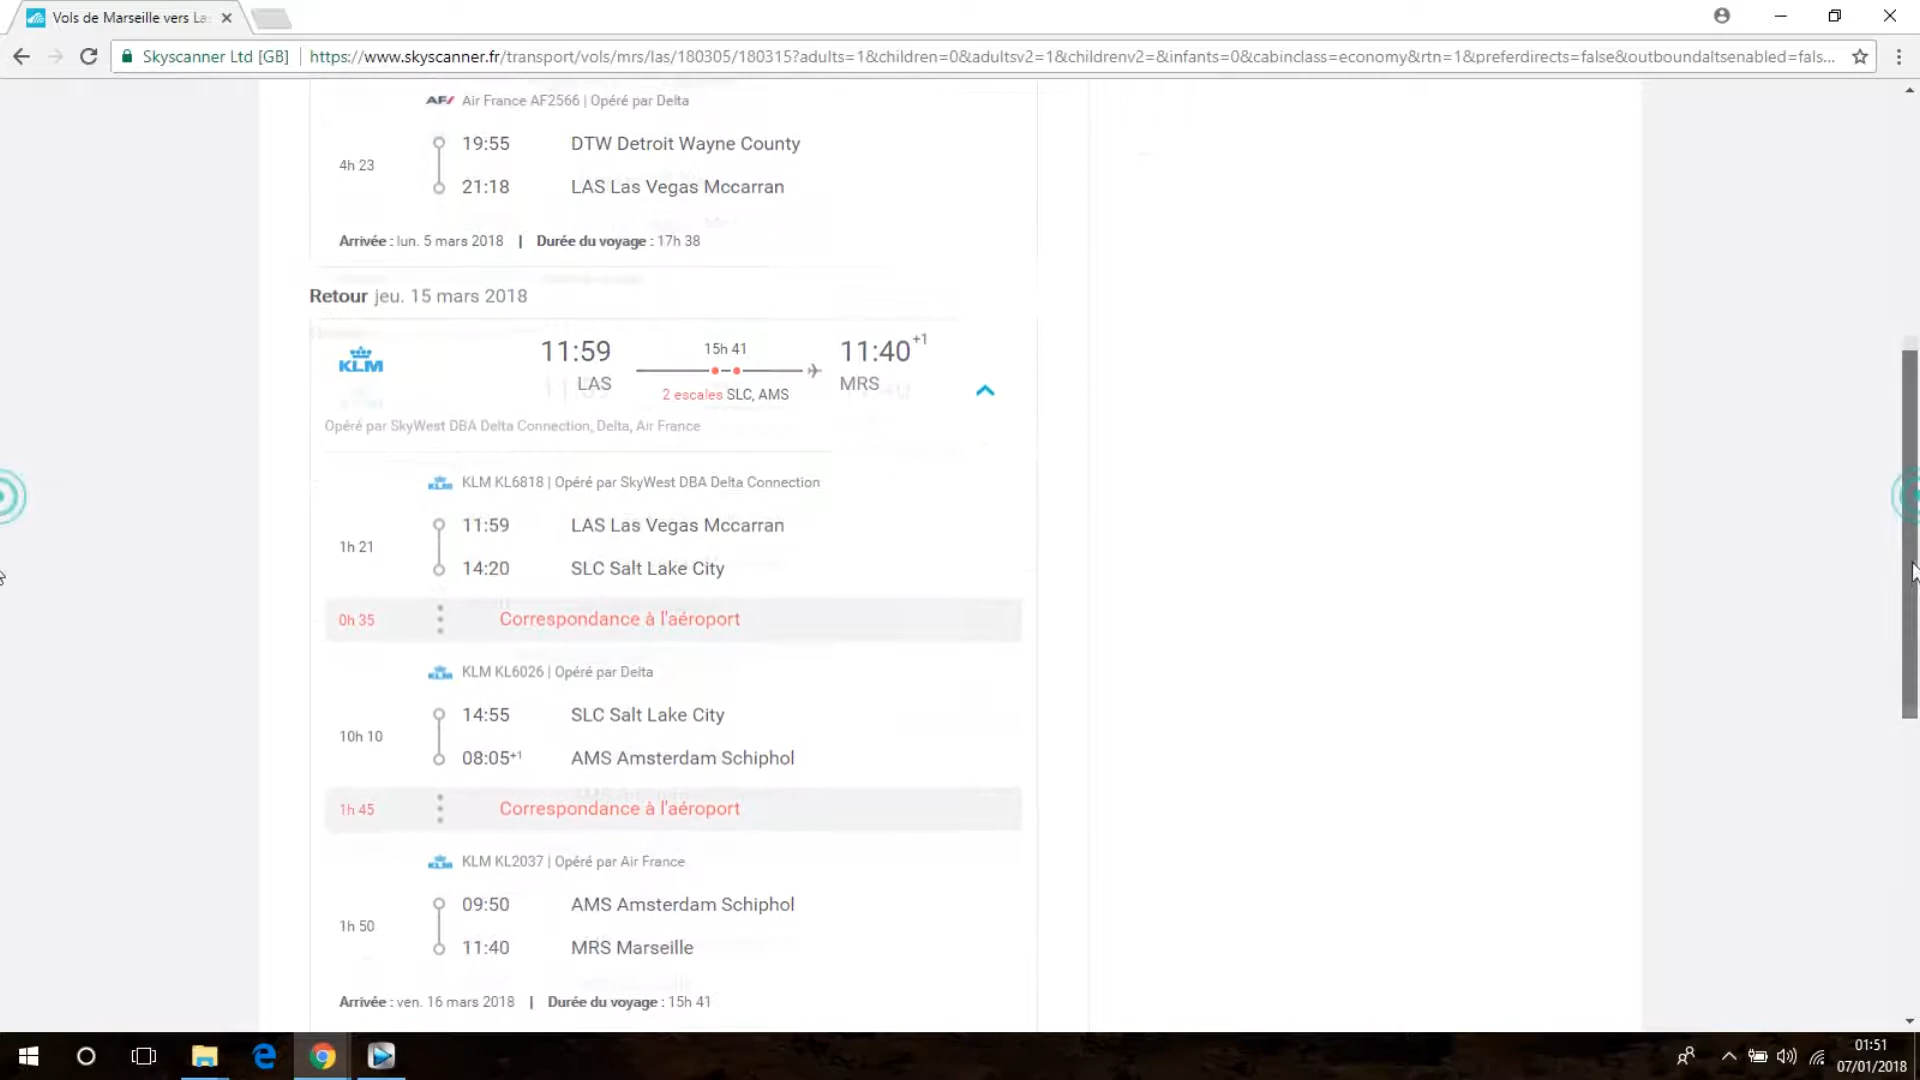 Vols de Marseille vers La
Skyscanner Ltd [GB] | https://www.skyscanner.fr/transport/vols/mrs/las/180305/180315?adults=1&children=0&adultsv2=1&childrenv2=&infants=0&cabinclass=economy&rtn=1&preferdirects=false&outboundaltsenabled=fals...
AF/ Air France AF2566 | Opéré par Delta
19:55 DTW Detroit Wayne County
4h 23
21:18 LAS Las Vegas Mccarran
Arrivée : lun. 5 mars 2018 | Durée du voyage : 17h 38
Retour jeu. 15 mars 2018
KLM 11:59 15h 41 11:40+1
LAS 2 escales SLC, AMS MRS
Opéré par SkyWest DBA Delta Connection, Delta, Air France
KLM KLM KL6818 | Opéré par SkyWest DBA Delta Connection
11:59 LAS Las Vegas Mccarran
1h 21
14:20 SLC Salt Lake City
0h 35 Correspondance à l'aéroport
KLM KLM KL6026 | Opéré par Delta
14:55 SLC Salt Lake City
10h 10
08:05+1 AMS Amsterdam Schiphol
1h 45 Correspondance à l'aéroport
KLM KLM KL2037 | Opéré par Air France
09:50 AMS Amsterdam Schiphol
1h 50
11:40 MRS Marseille
Arrivée : ven. 16 mars 2018 | Durée du voyage : 15h 41
01:51
07/01/2018